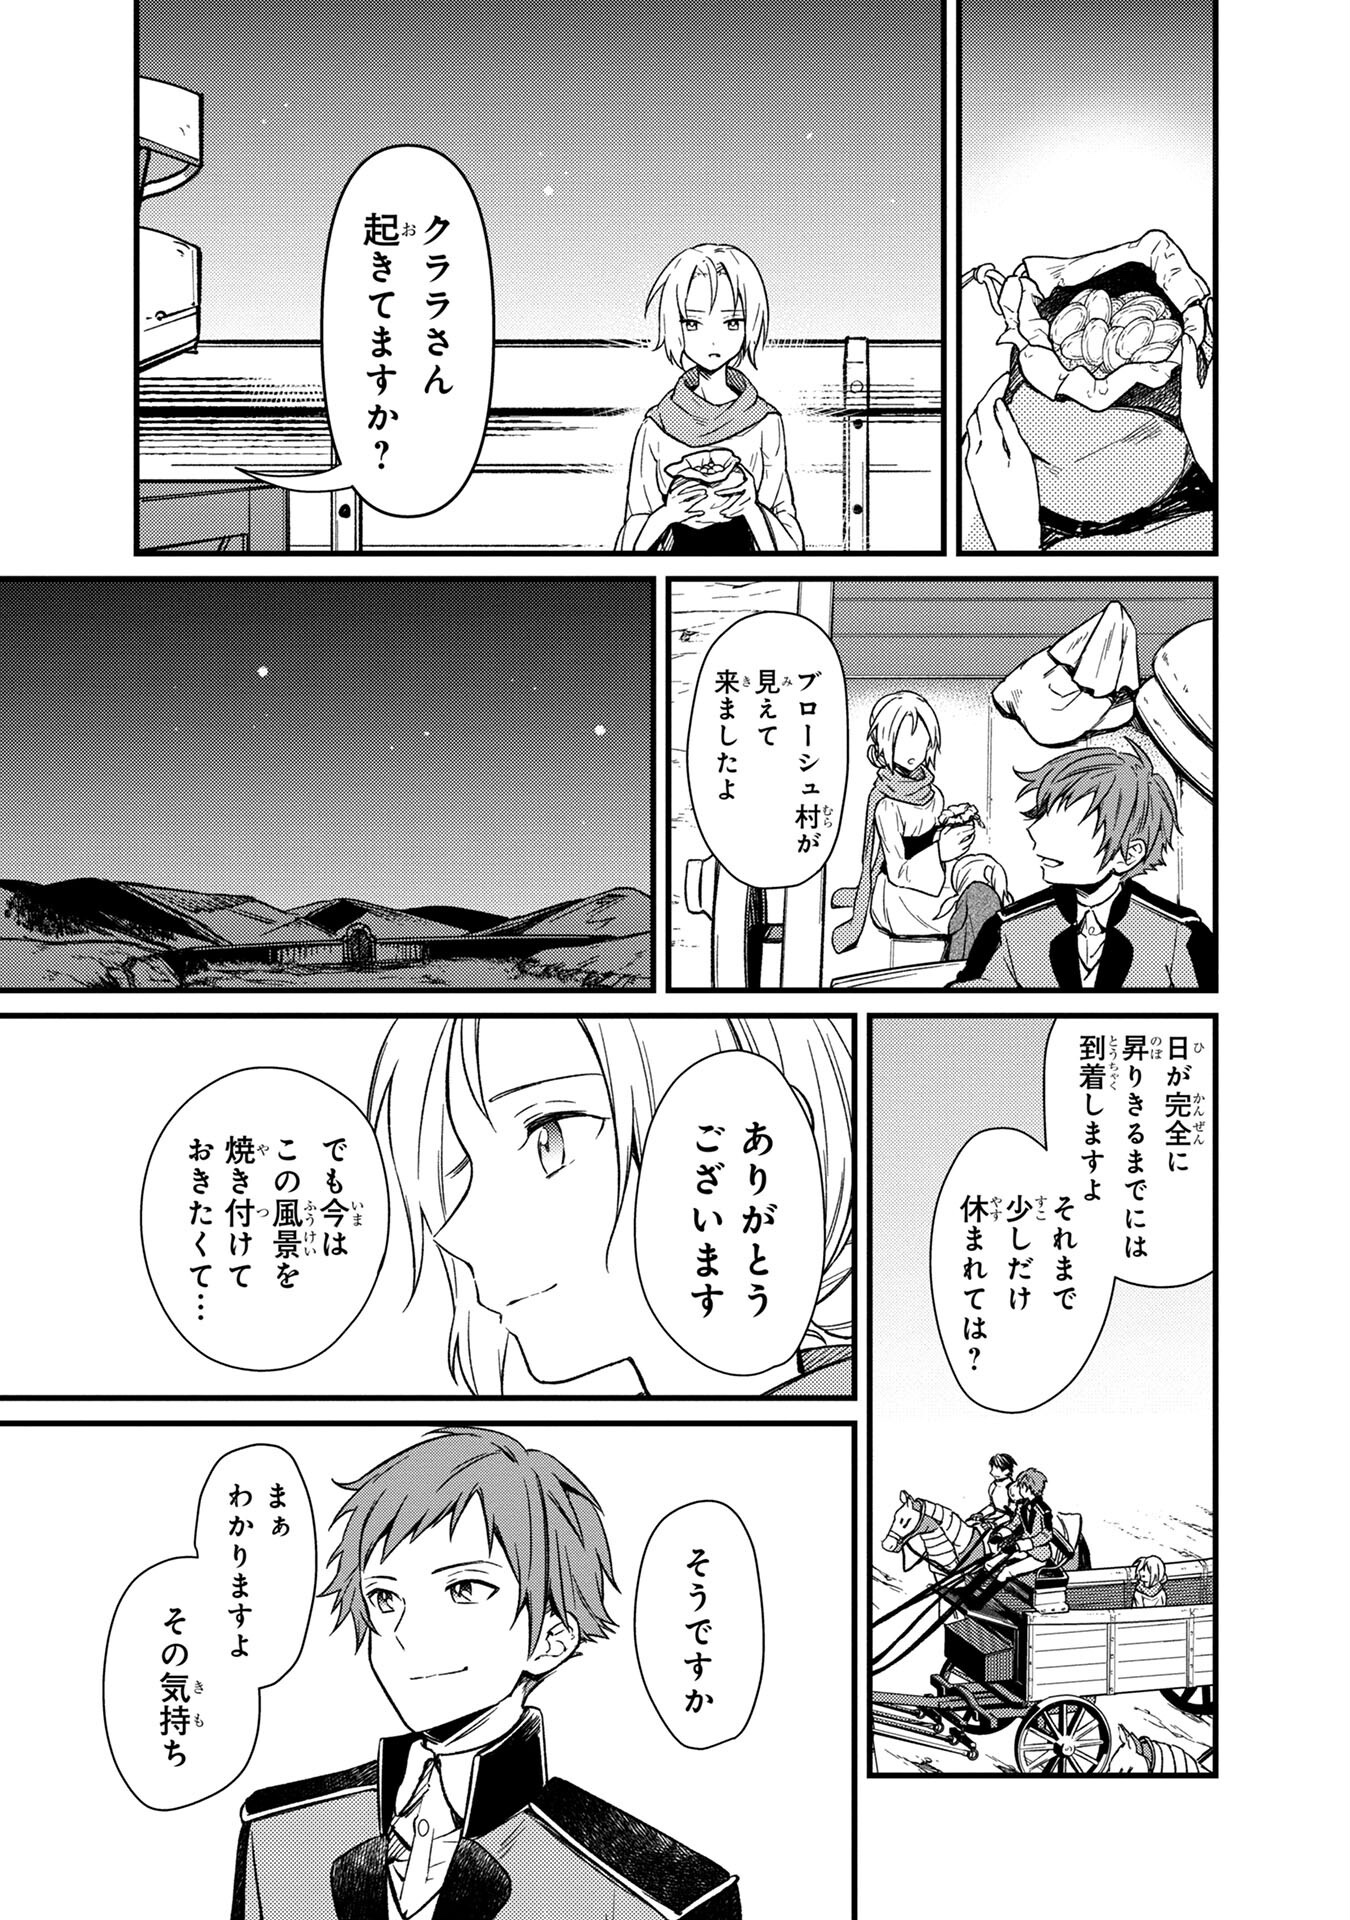 クララさん
起きてますか？
ブローシュ村が
見えて
来ましたよ
日が完全に
昇りきるまでには
到着しますよ
それまで
少しだけ
休まれては？
ありがとう
ございます
でも今は
この風景を
焼き付けて
おきたくて…
そうですか
まぁ
わかりますよ
その気持ち